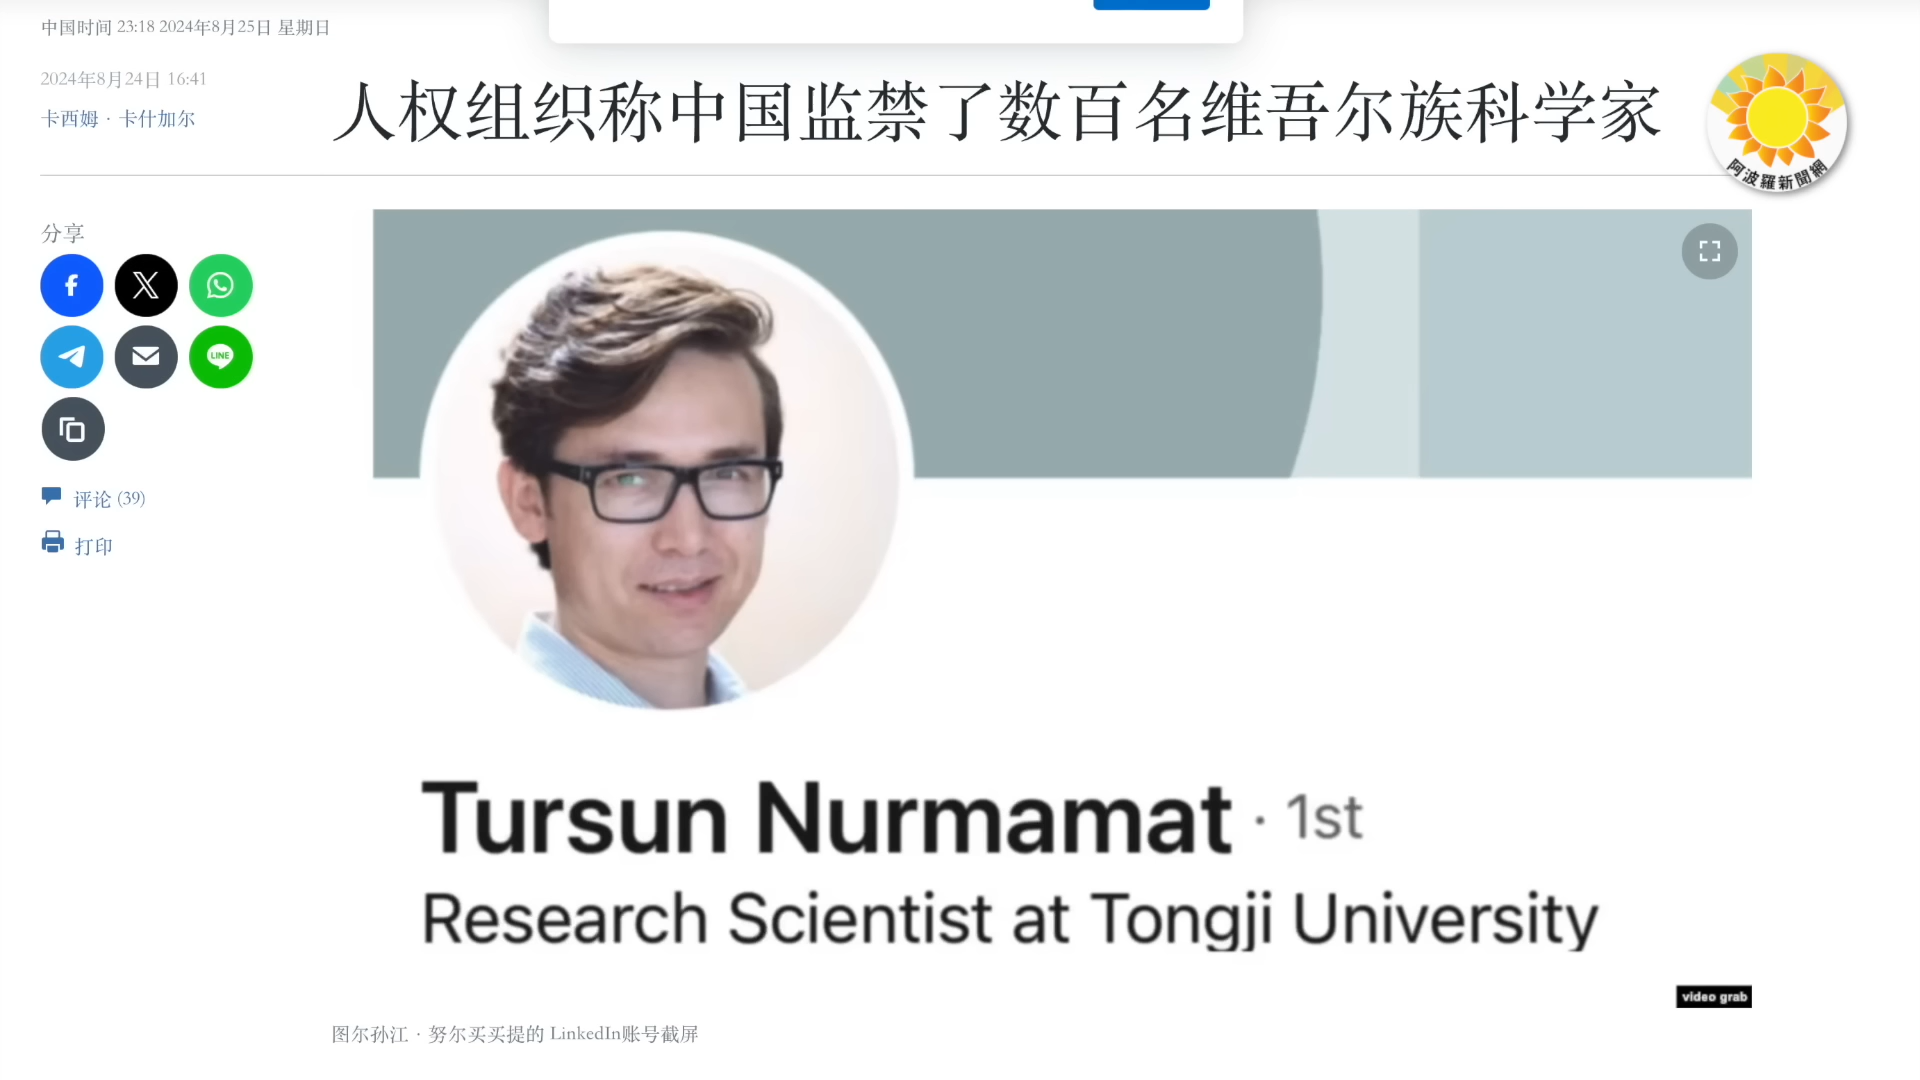 中国时间 23:18 2024年8月25日 星期日
2024年8月24日 16:41
卡西姆 · 卡什加尔
人权组织称中国监禁了数百名维吾尔族科学家
阿波羅新聞網
分享
LINE
评论 (39)
打印
Tursun Nurmamat · 1st
Research Scientist at Tongji University
video grab
图尔孙江 · 努尔买买提的 LinkedIn账号截屏